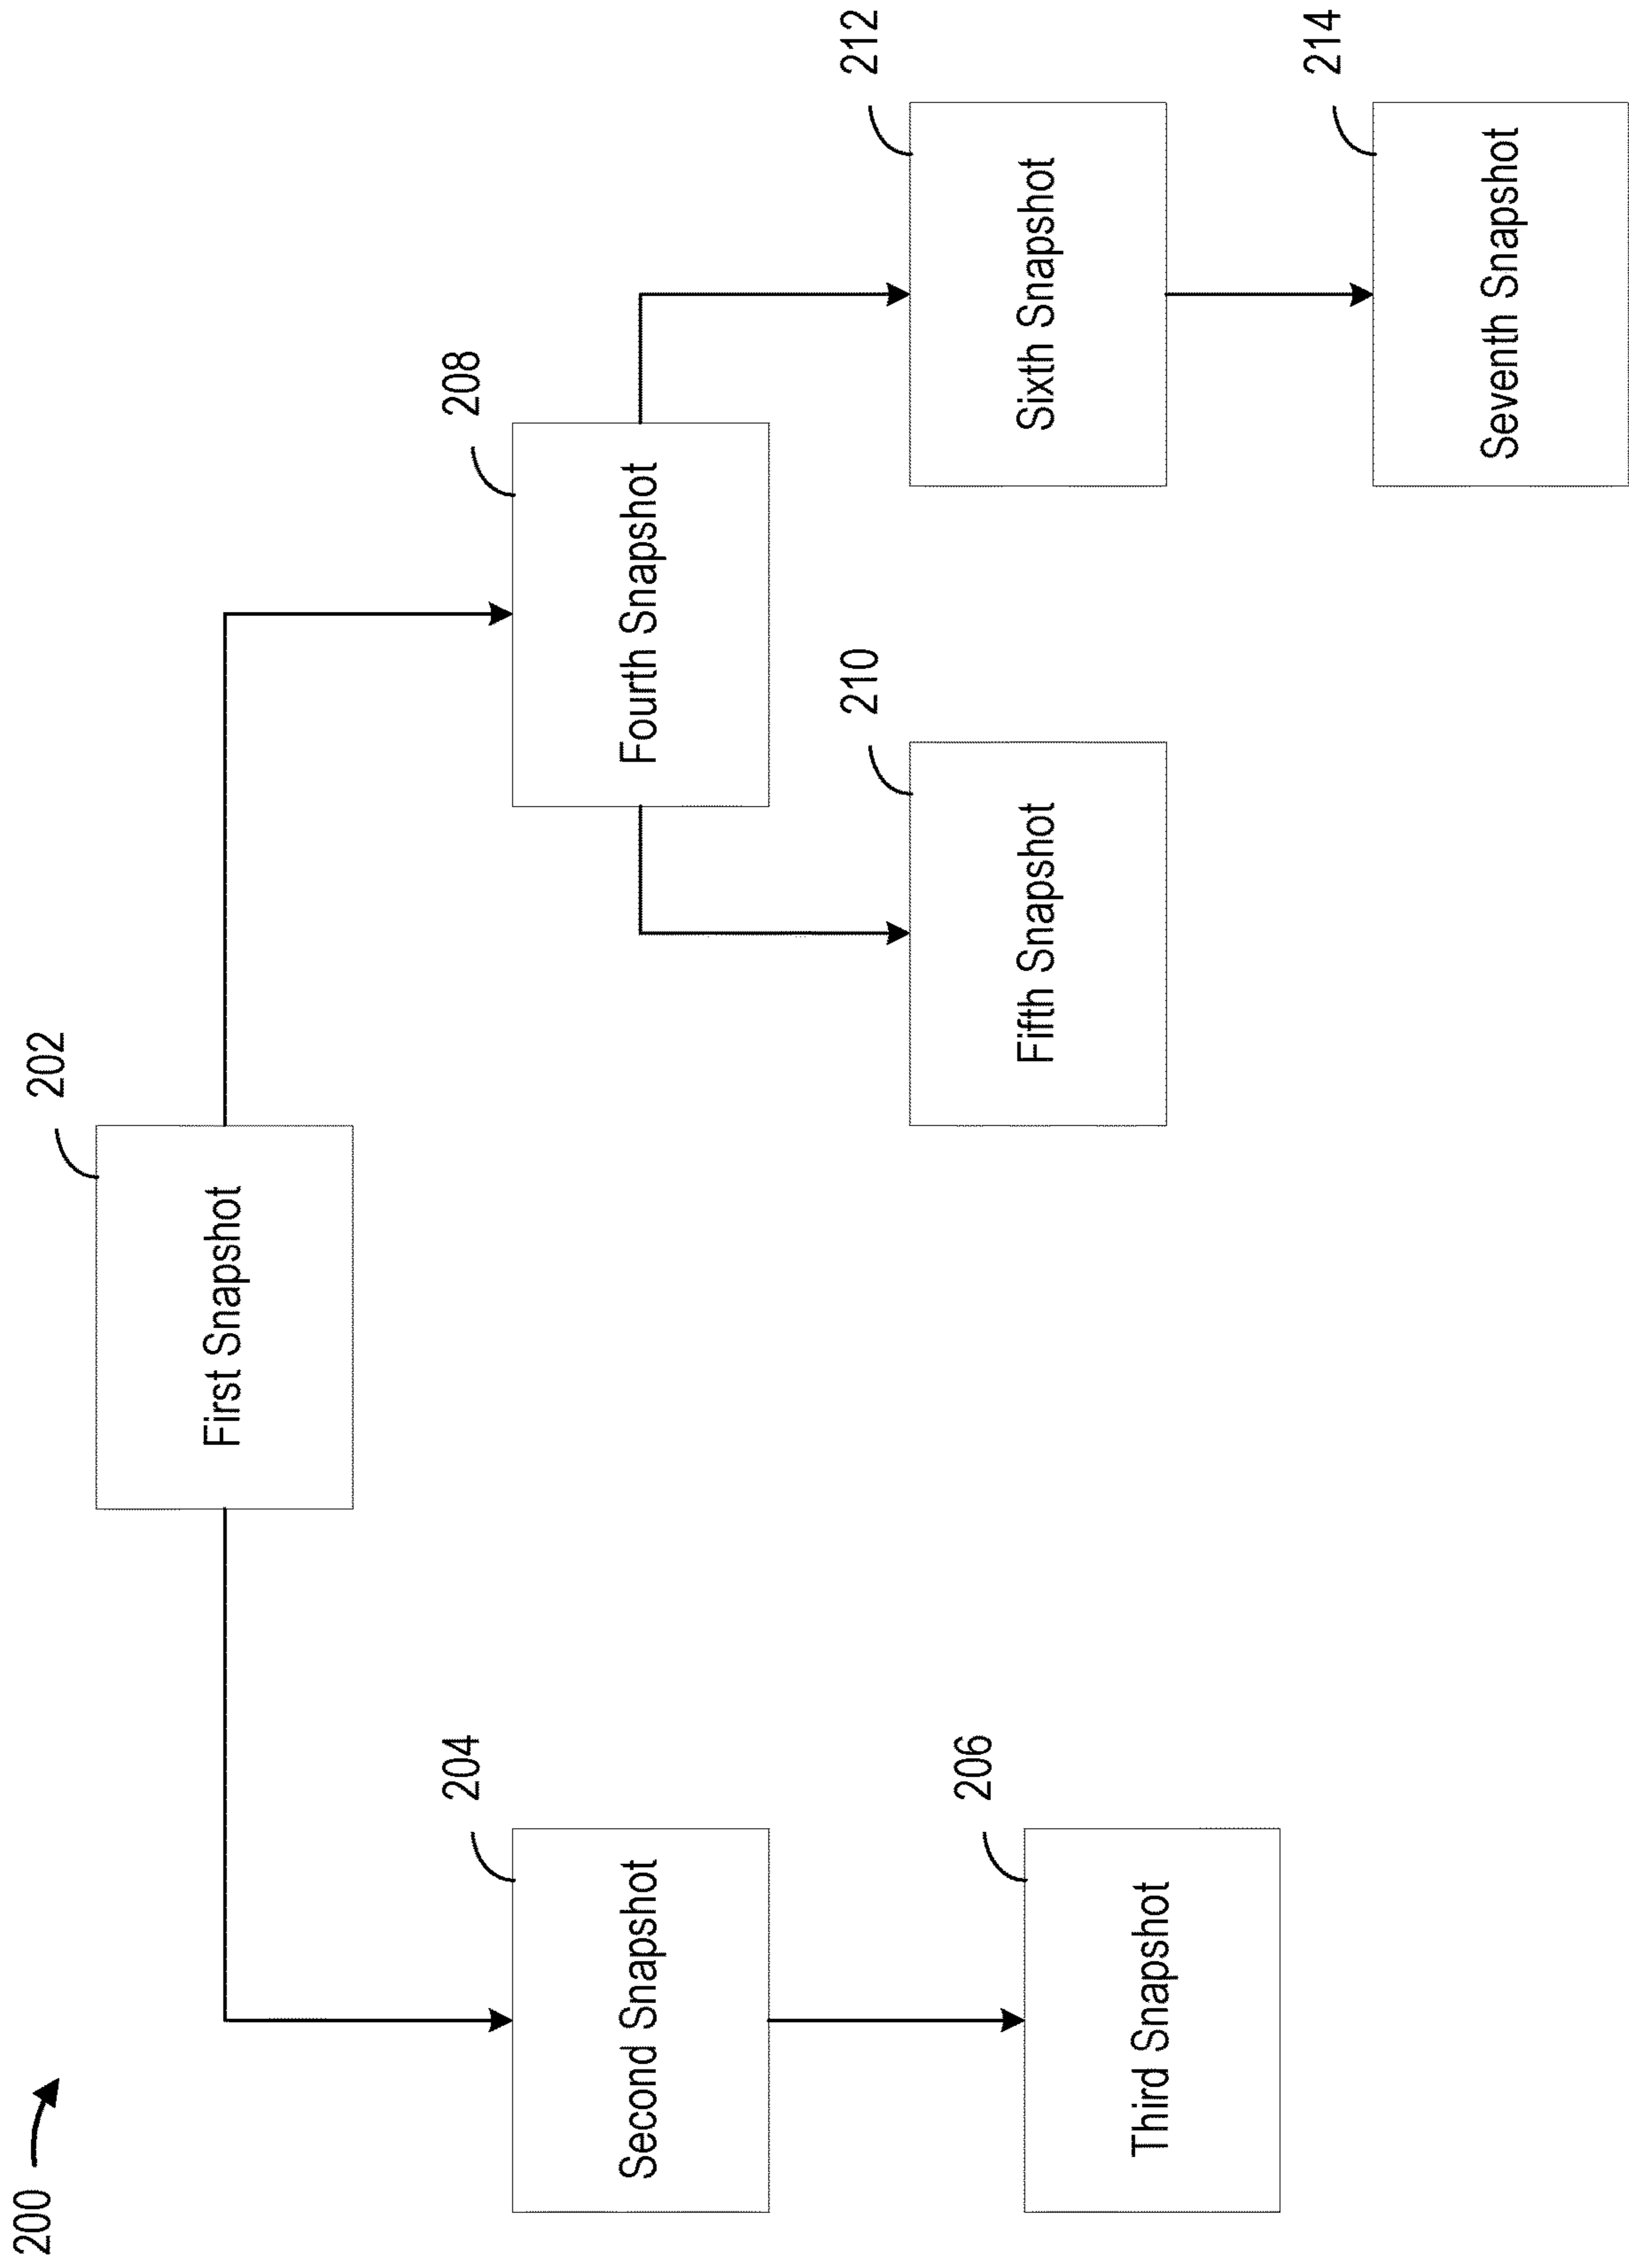 200
202
First Snapshot
204
Second Snapshot
208
Fourth Snapshot
206
Third Snapshot
210
Fifth Snapshot
212
Sixth Snapshot
214
Seventh Snapshot